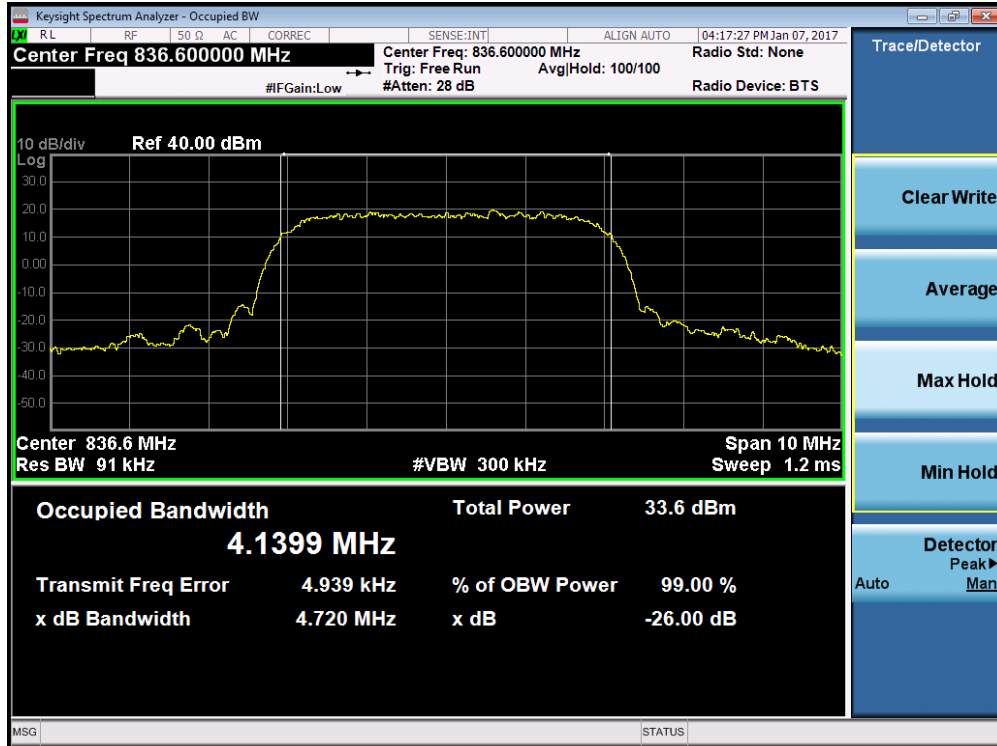 Keysight Spectrum Analyzer - Occupied BW
LXI RL RF 50 Ω AC CORREC SENSE:INT ALIGN AUTO 04:17:27 PM Jan 07, 2017
Center Freq 836.600000 MHz
Center Freq: 836.600000 MHz Radio Std: None
Trig: Free Run Avg|Hold: 100/100
#IFGain:Low #Atten: 28 dB Radio Device: BTS
10 dB/div Ref 40.00 dBm
Log
30.0
20.0
10.0
0.00
-10.0
-20.0
-30.0
-40.0
-50.0
Center 836.6 MHz Span 10 MHz
Res BW 91 kHz #VBW 300 kHz Sweep 1.2 ms
Occupied Bandwidth Total Power 33.6 dBm
4.1399 MHz
Transmit Freq Error 4.939 kHz % of OBW Power 99.00 %
x dB Bandwidth 4.720 MHz x dB -26.00 dB
Trace/Detector
Clear Write
Average
Max Hold
Min Hold
Detector
Peak▶
Auto Man
MSG STATUS